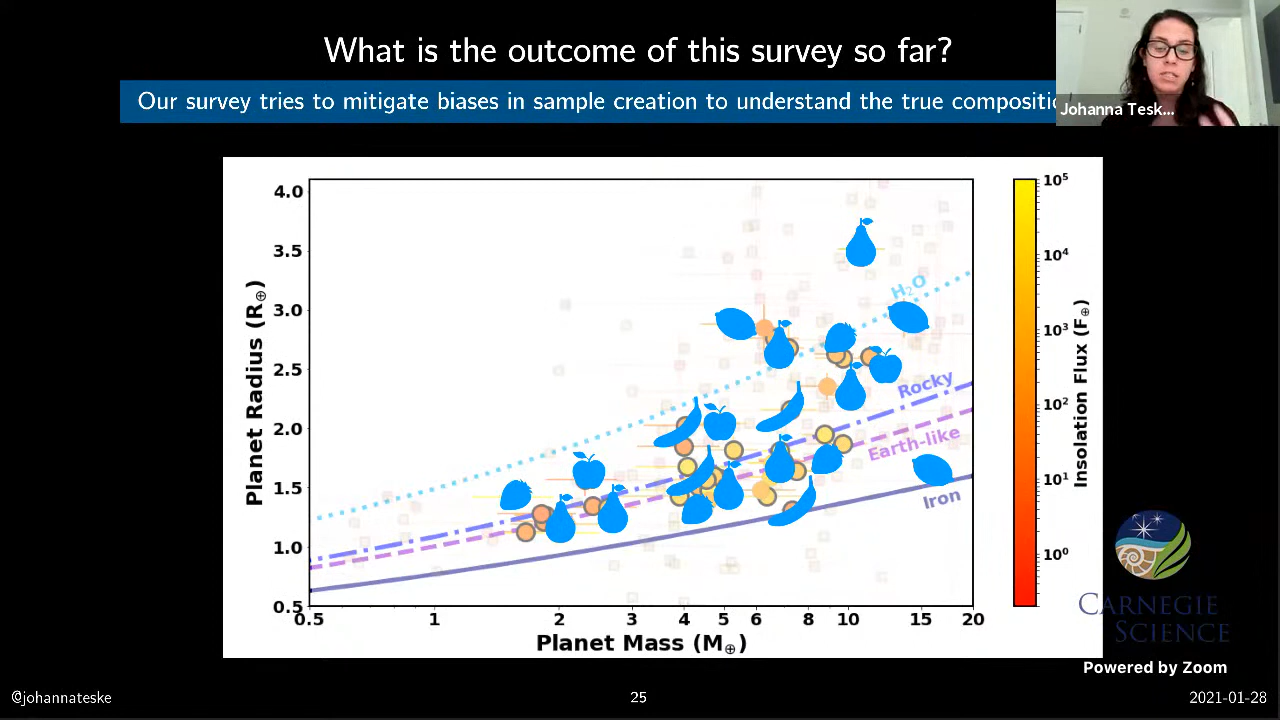 What is the outcome of this survey so far?
Our survey tries to mitigate biases in sample creation to understand the true compositi
Johanna Tesk...
4.0
3.5
3.0
2.5
2.0
1.5
1.0
0.5
Planet Radius (R⊕)
H₂O
Rocky
Earth-like
Iron
0.5 1 2 3 4 5 6 8 10 15 20
Planet Mass (M⊕)
10⁵
10⁴
10³
10²
10¹
10⁰
Insolation Flux (F⊕)
CARNEGIE
SCIENCE
Powered by Zoom
@johannateske
25
2021-01-28